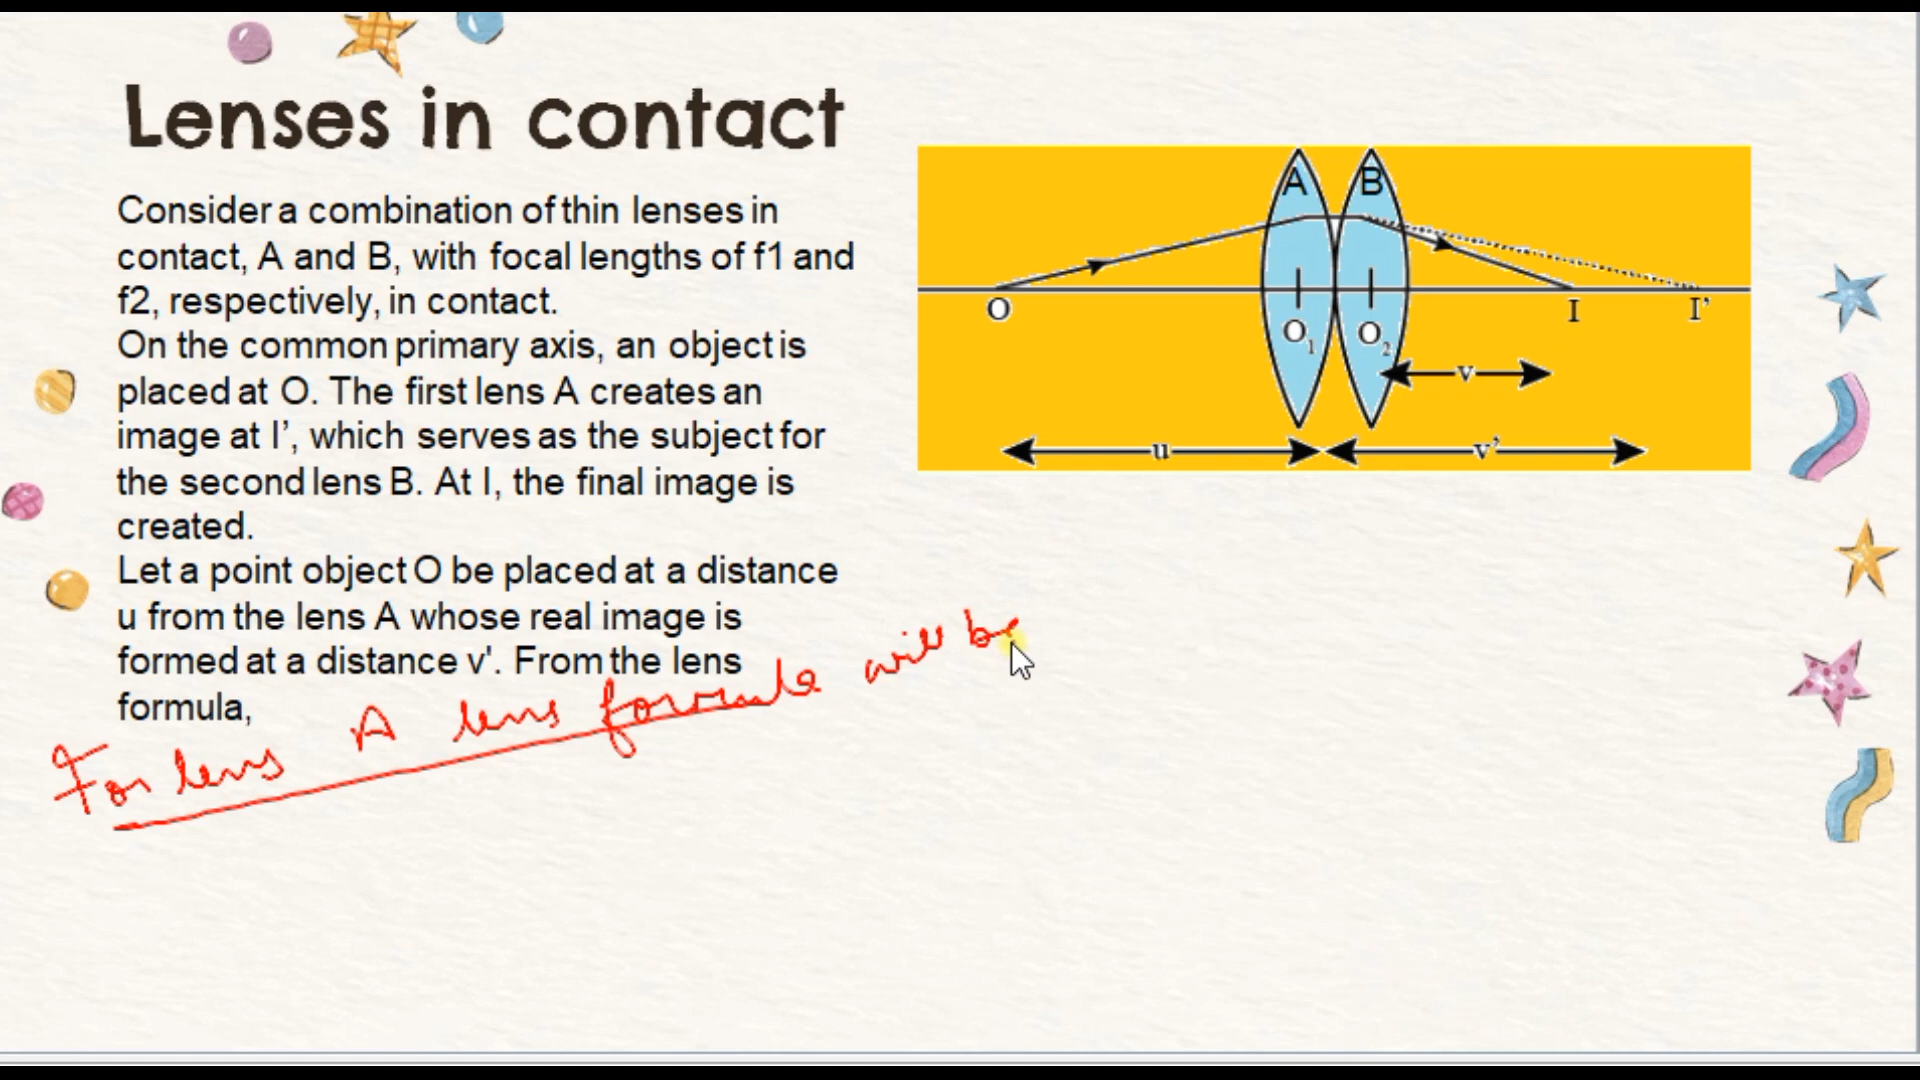 Lenses in contact
Consider a combination of thin lenses in
contact, A and B, with focal lengths of f1 and
f2, respectively, in contact.
On the common primary axis, an object is
placed at O. The first lens A creates an
image at I’, which serves as the subject for
the second lens B. At I, the final image is
created.
Let a point object O be placed at a distance
u from the lens A whose real image is
formed at a distance v'. From the lens
formula,
For lens A lens formula will be
A B
O I I’
O₁ O₂
v
u v’